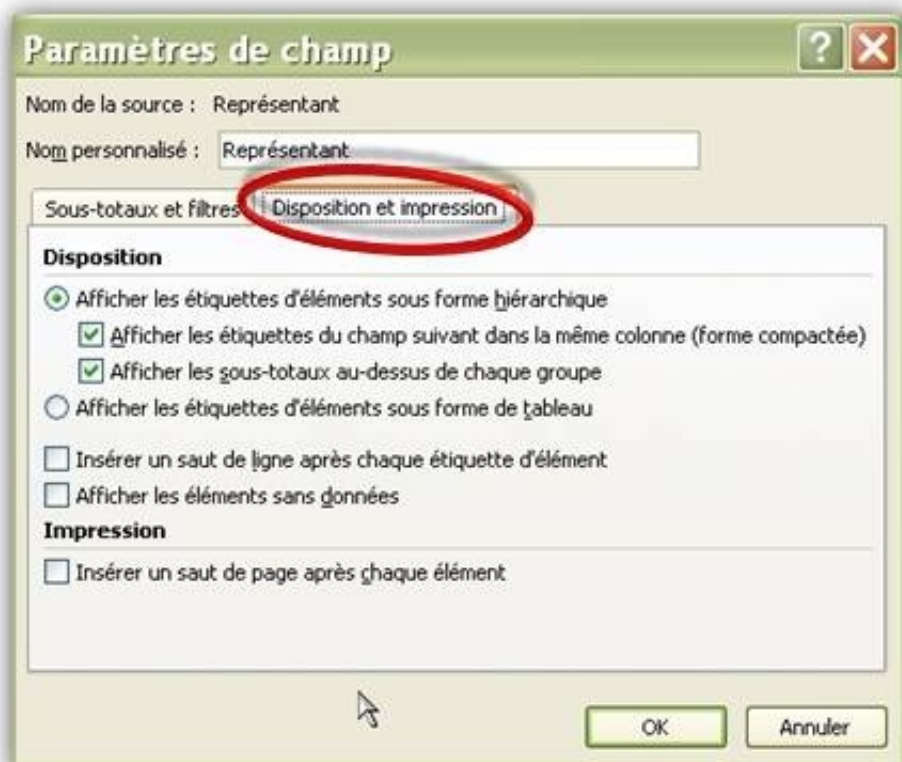 Paramètres de champ
Nom de la source : Représentant
Nom personnalisé : Représentant
Sous-totaux et filtres Disposition et impression
Disposition
Afficher les étiquettes d'éléments sous forme hiérarchique
Afficher les étiquettes du champ suivant dans la même colonne (forme compactée)
Afficher les sous-totaux au-dessus de chaque groupe
Afficher les étiquettes d'éléments sous forme de tableau
Insérer un saut de ligne après chaque étiquette d'élément
Afficher les éléments sans données
Impression
Insérer un saut de page après chaque élément
OK Annuler